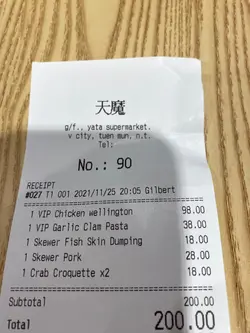 天魔
g/f., yata supermarket.
v city, tuen mun, n.t.
Tel:
No.: 90
RECEIPT
#027 T1 001 2021/11/25 20:05 Gilbert
1 VIP Chicken wellington 98.00
1 VIP Garlic Clam Pasta 38.00
1 Skewer Fish Skin Dumping 18.00
1 Skewer Pork 28.00
1 Crab Croquette x2 18.00
Subtotal 200.00
Total 200.00